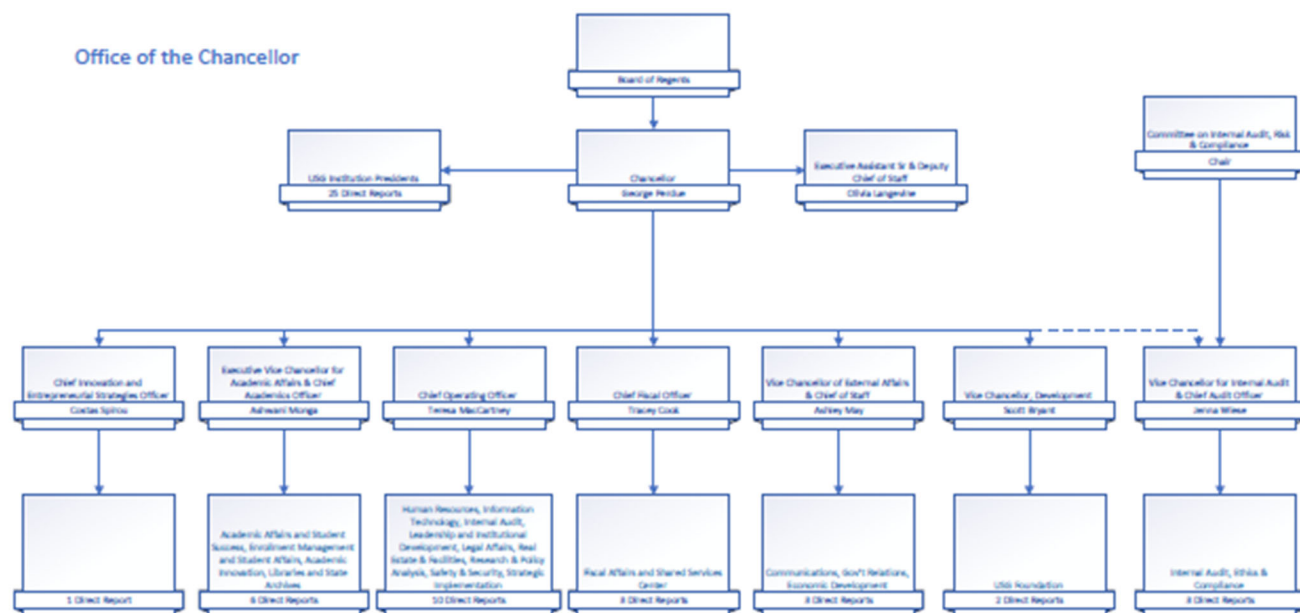 Office of the Chancellor
Board of Regents
Committee on Internal Audit, Risk
& Compliance
Chair
USG Institution Presidents
25 Direct Reports
Chancellor
George Perdue
Executive Assistant Sr & Deputy
Chief of Staff
Olivia Langevine
Chief Innovation and
Entrepreneurial Strategies Officer
Costas Spirou
Executive Vice Chancellor for
Academic Affairs & Chief
Academics Officer
Ashwani Monga
Chief Operating Officer
Teresa MacCartney
Chief Fiscal Officer
Tracey Cook
Vice Chancellor of External Affairs
& Chief of Staff
Ashley May
Vice Chancellor, Development
Scott Bryant
Vice Chancellor for Internal Audit
& Chief Audit Officer
Jenna Wiese
1 Direct Report
Academic Affairs and Student
Success, Enrollment Management
and Student Affairs, Academic
Innovation, Libraries and State
Archives
6 Direct Reports
Human Resources, Information
Technology, Internal Audit,
Leadership and Institutional
Development, Legal Affairs, Real
Estate & Facilities, Research & Policy
Analysis, Safety & Security, Strategic
Implementation
10 Direct Reports
Fiscal Affairs and Shared Services
Center
8 Direct Reports
Communications, Gov't Relations,
Economic Development
3 Direct Reports
USG Foundation
2 Direct Reports
Internal Audit, Ethics &
Compliance
Direct Reports